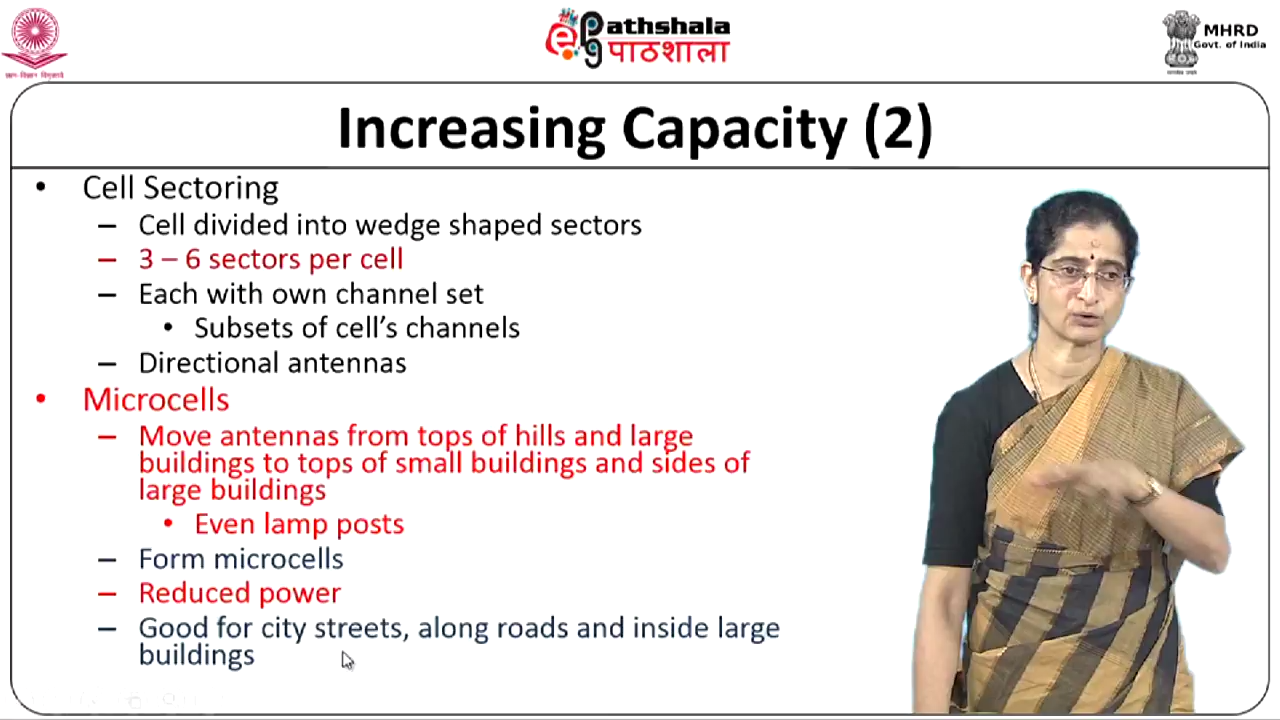 ePG Pathshala
पाठशाला
MHRD
Govt. of India
Increasing Capacity (2)
• Cell Sectoring
– Cell divided into wedge shaped sectors
– 3 – 6 sectors per cell
– Each with own channel set
• Subsets of cell’s channels
– Directional antennas
• Microcells
– Move antennas from tops of hills and large
buildings to tops of small buildings and sides of
large buildings
• Even lamp posts
– Form microcells
– Reduced power
– Good for city streets, along roads and inside large
buildings